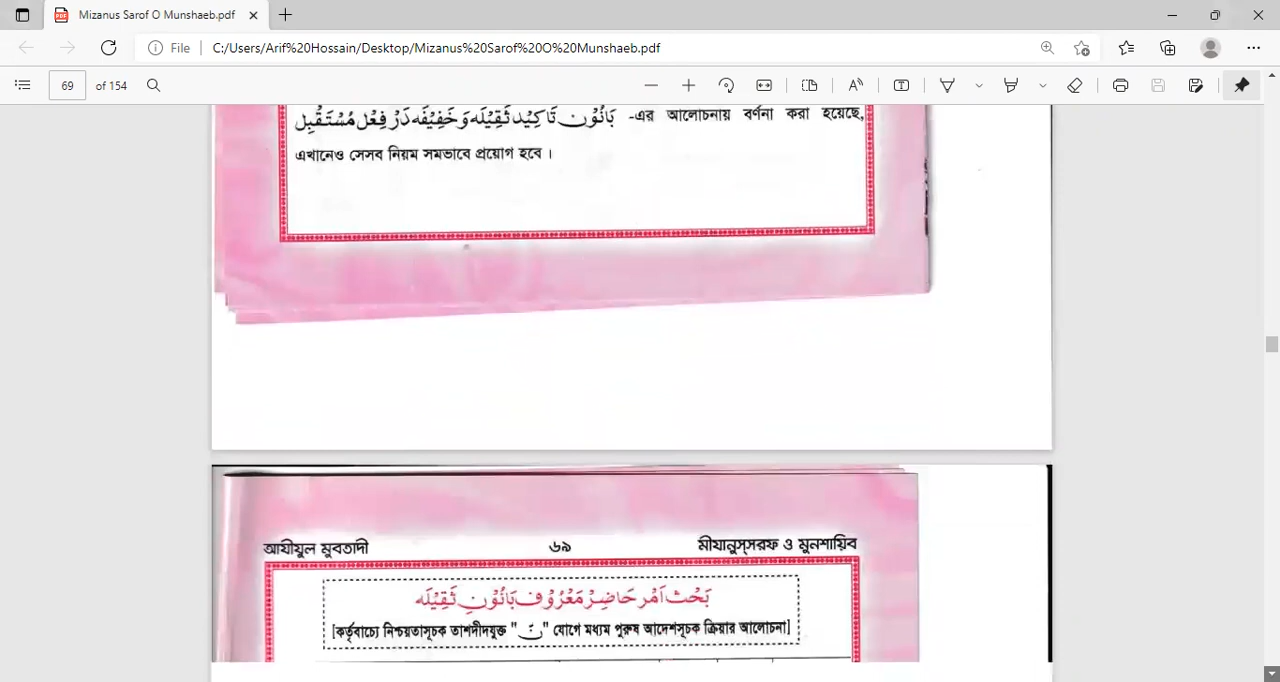 Mizanus Sarof O Munshaeb.pdf
File
C:/Users/Arif%20Hossain/Desktop/Mizanus%20Sarof%20O%20Munshaeb.pdf
69 of 154
بَانُوْن تَاكِيْد ثَقِيْلَه وَ خَفِيْفَه دَرْ فِعْل مُسْتَقْبِل -এর আলোচনায় বর্ণনা করা হয়েছে,
এখানেও সেসব নিয়ম সমভাবে প্রয়োগ হবে।
আযীযুল মুবতাদী ৬৯ মীযানুস্সরফ ও মুনশায়িব
بَحْث اَمْر حَاضِرْ مَعْرُوْف بَانُوْنِ ثَقِيْلَه
[কর্তৃবাচ্যে নিশ্চয়তাসূচক তাশদীদযুক্ত "نّ" যোগে মধ্যম পুরুষ আদেশসূচক ক্রিয়ার আলোচনা]